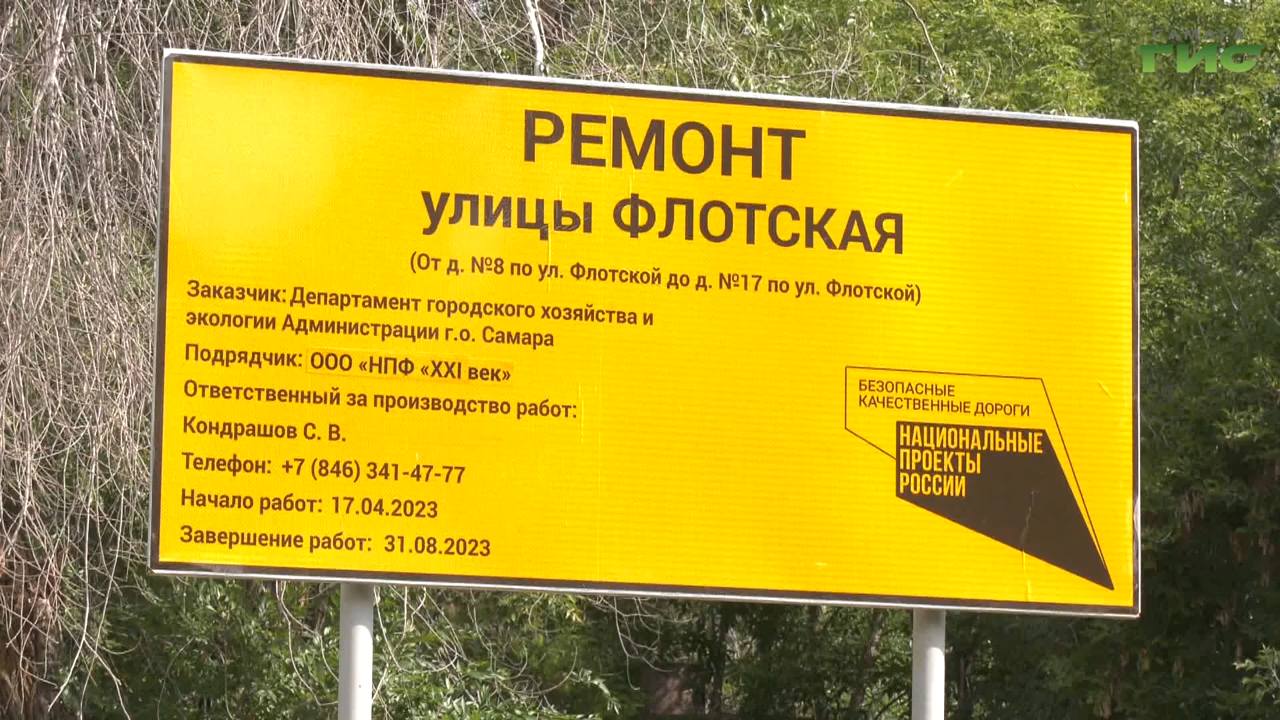 САМАРА
ГИС
РЕМОНТ
улицы ФЛОТСКАЯ
(От д. №8 по ул. Флотской до д. №17 по ул. Флотской)
Заказчик: Департамент городского хозяйства и
экологии Администрации г.о. Самара
Подрядчик: ООО «НПФ «XXI век»
Ответственный за производство работ:
Кондрашов С. В.
Телефон: +7 (846) 341-47-77
Начало работ: 17.04.2023
Завершение работ: 31.08.2023
БЕЗОПАСНЫЕ
КАЧЕСТВЕННЫЕ ДОРОГИ
НАЦИОНАЛЬНЫЕ
ПРОЕКТЫ
РОССИИ